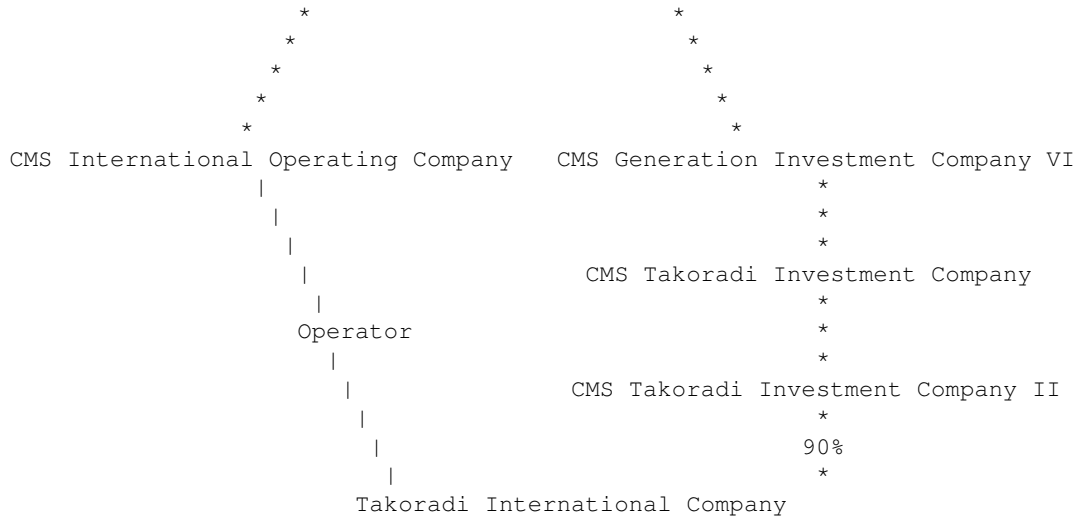 * *
* *
* *
* *
* *
CMS International Operating Company CMS Generation Investment Company VI
| *
| *
| *
| CMS Takoradi Investment Company
| *
Operator *
| *
| CMS Takoradi Investment Company II
| *
| 90%
| *
Takoradi International Company